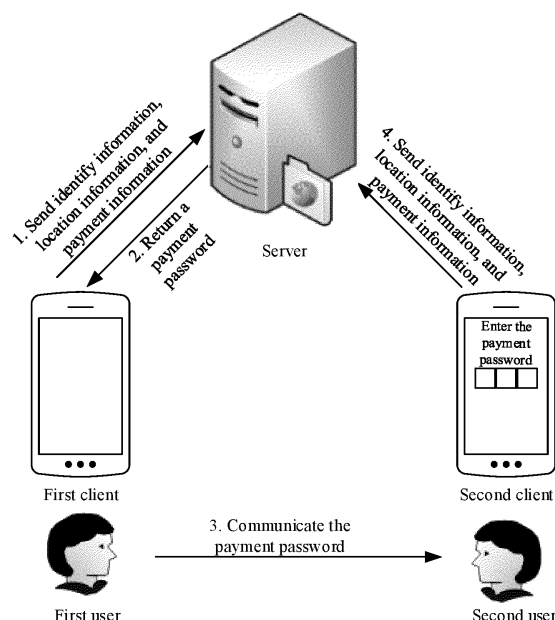 1. Send identify information,
location information, and
payment information
2. Return a
payment
password
Server
4. Send identify information,
location information, and
payment information
Enter the
payment
password
First client
Second client
3. Communicate the
payment password
First user
Second user